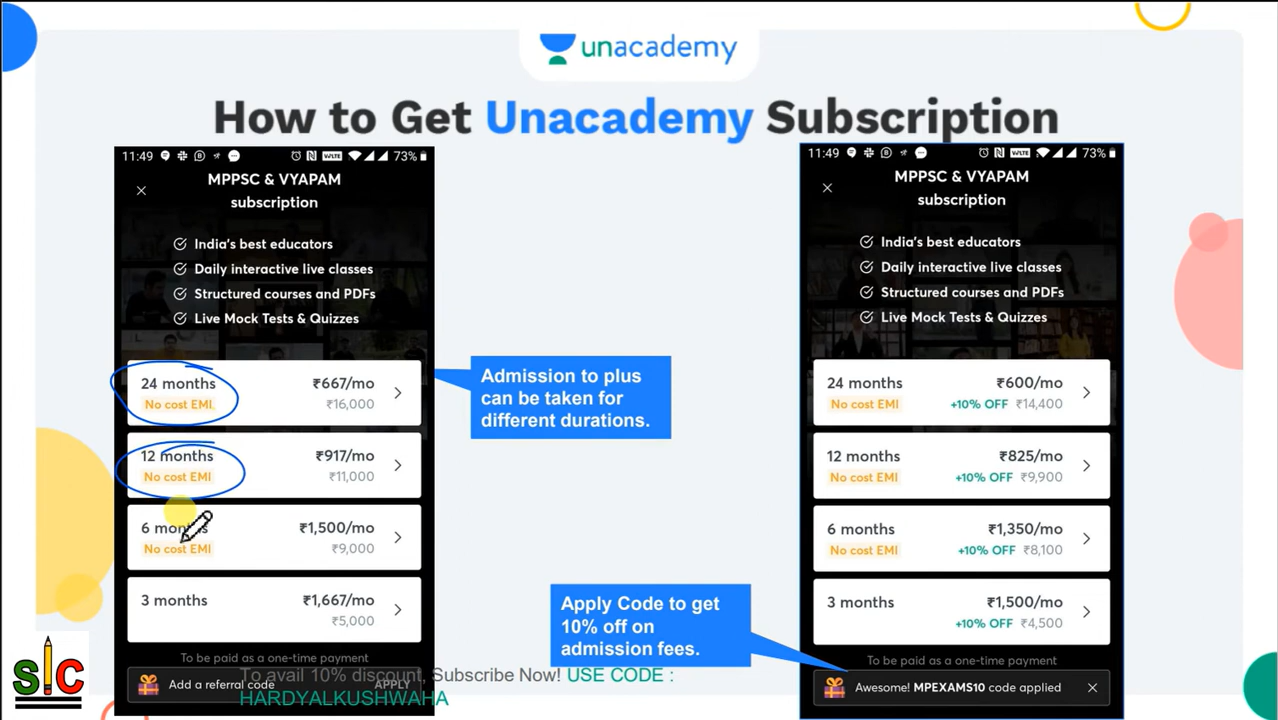 unacademy
How to Get Unacademy Subscription
11:49
73%
MPPSC & VYAPAM
subscription
India's best educators
Daily interactive live classes
Structured courses and PDFs
Live Mock Tests & Quizzes
24 months ₹667/mo
No cost EMI ₹16,000
12 months ₹917/mo
No cost EMI ₹11,000
6 months ₹1,500/mo
No cost EMI ₹9,000
3 months ₹1,667/mo
₹5,000
To be paid as a one-time payment
Add a referral code APPLY
Admission to plus
can be taken for
different durations.
Apply Code to get
10% off on
admission fees.
11:49
73%
MPPSC & VYAPAM
subscription
India's best educators
Daily interactive live classes
Structured courses and PDFs
Live Mock Tests & Quizzes
24 months ₹600/mo
No cost EMI +10% OFF ₹14,400
12 months ₹825/mo
No cost EMI +10% OFF ₹9,900
6 months ₹1,350/mo
No cost EMI +10% OFF ₹8,100
3 months ₹1,500/mo
+10% OFF ₹4,500
To be paid as a one-time payment
Awesome! MPEXAMS10 code applied
To avail 10% discount, Subscribe Now! USE CODE :
HARDYALKUSHWAHA
SIC